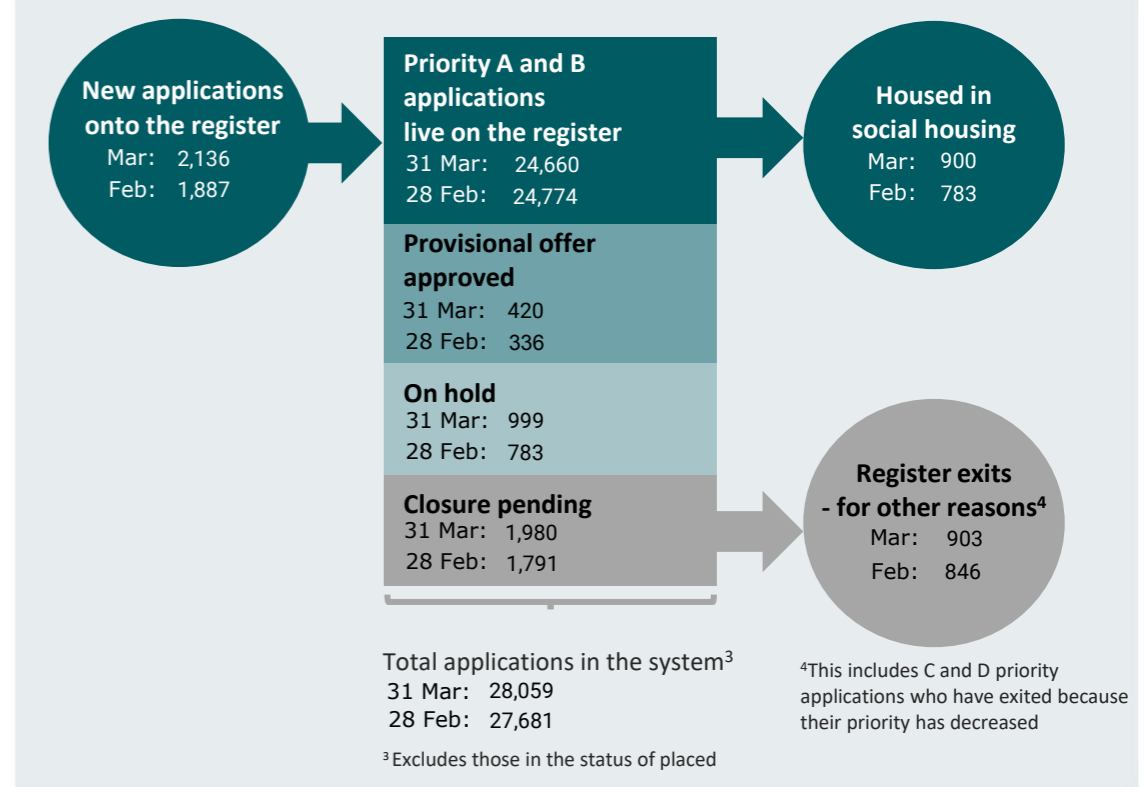 New applications
onto the register
Mar: 2,136
Feb: 1,887
Priority A and B
applications
live on the register
31 Mar: 24,660
28 Feb: 24,774
Housed in
social housing
Mar: 900
Feb: 783
Provisional offer
approved
31 Mar: 420
28 Feb: 336
On hold
31 Mar: 999
28 Feb: 783
Closure pending
31 Mar: 1,980
28 Feb: 1,791
Register exits
- for other reasons⁴
Mar: 903
Feb: 846
Total applications in the system³
31 Mar: 28,059
28 Feb: 27,681
³ Excludes those in the status of placed
⁴This includes C and D priority
applications who have exited because
their priority has decreased